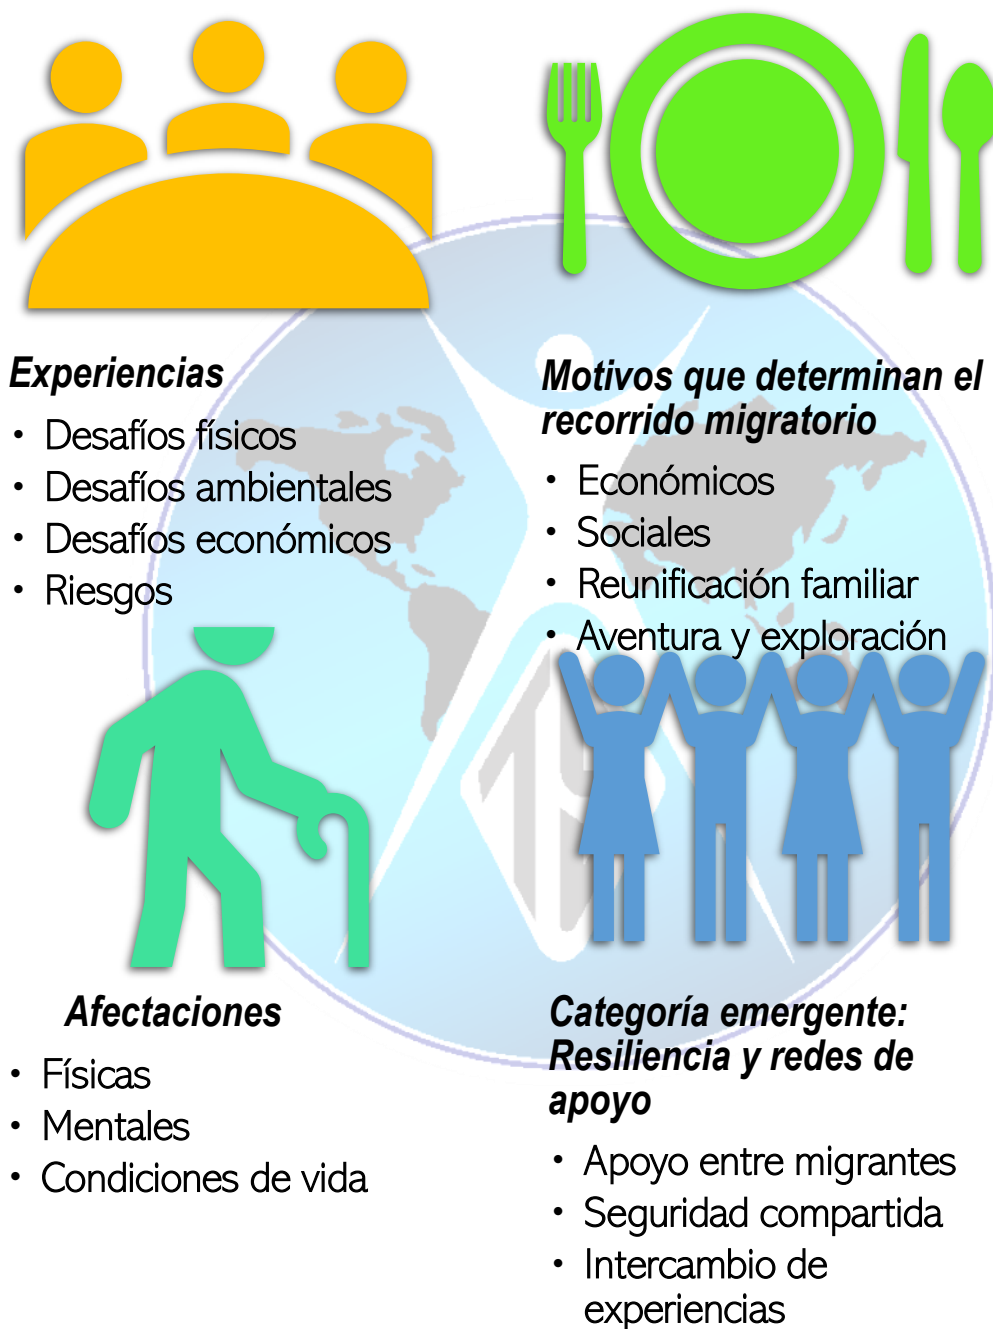 Experiencias
• Desafíos físicos
• Desafíos ambientales
• Desafíos económicos
• Riesgos
Motivos que determinan el
recorrido migratorio
• Económicos
• Sociales
• Reunificación familiar
• Aventura y exploración
Afectaciones
• Físicas
• Mentales
• Condiciones de vida
Categoría emergente:
Resiliencia y redes de
apoyo
• Apoyo entre migrantes
• Seguridad compartida
• Intercambio de
experiencias